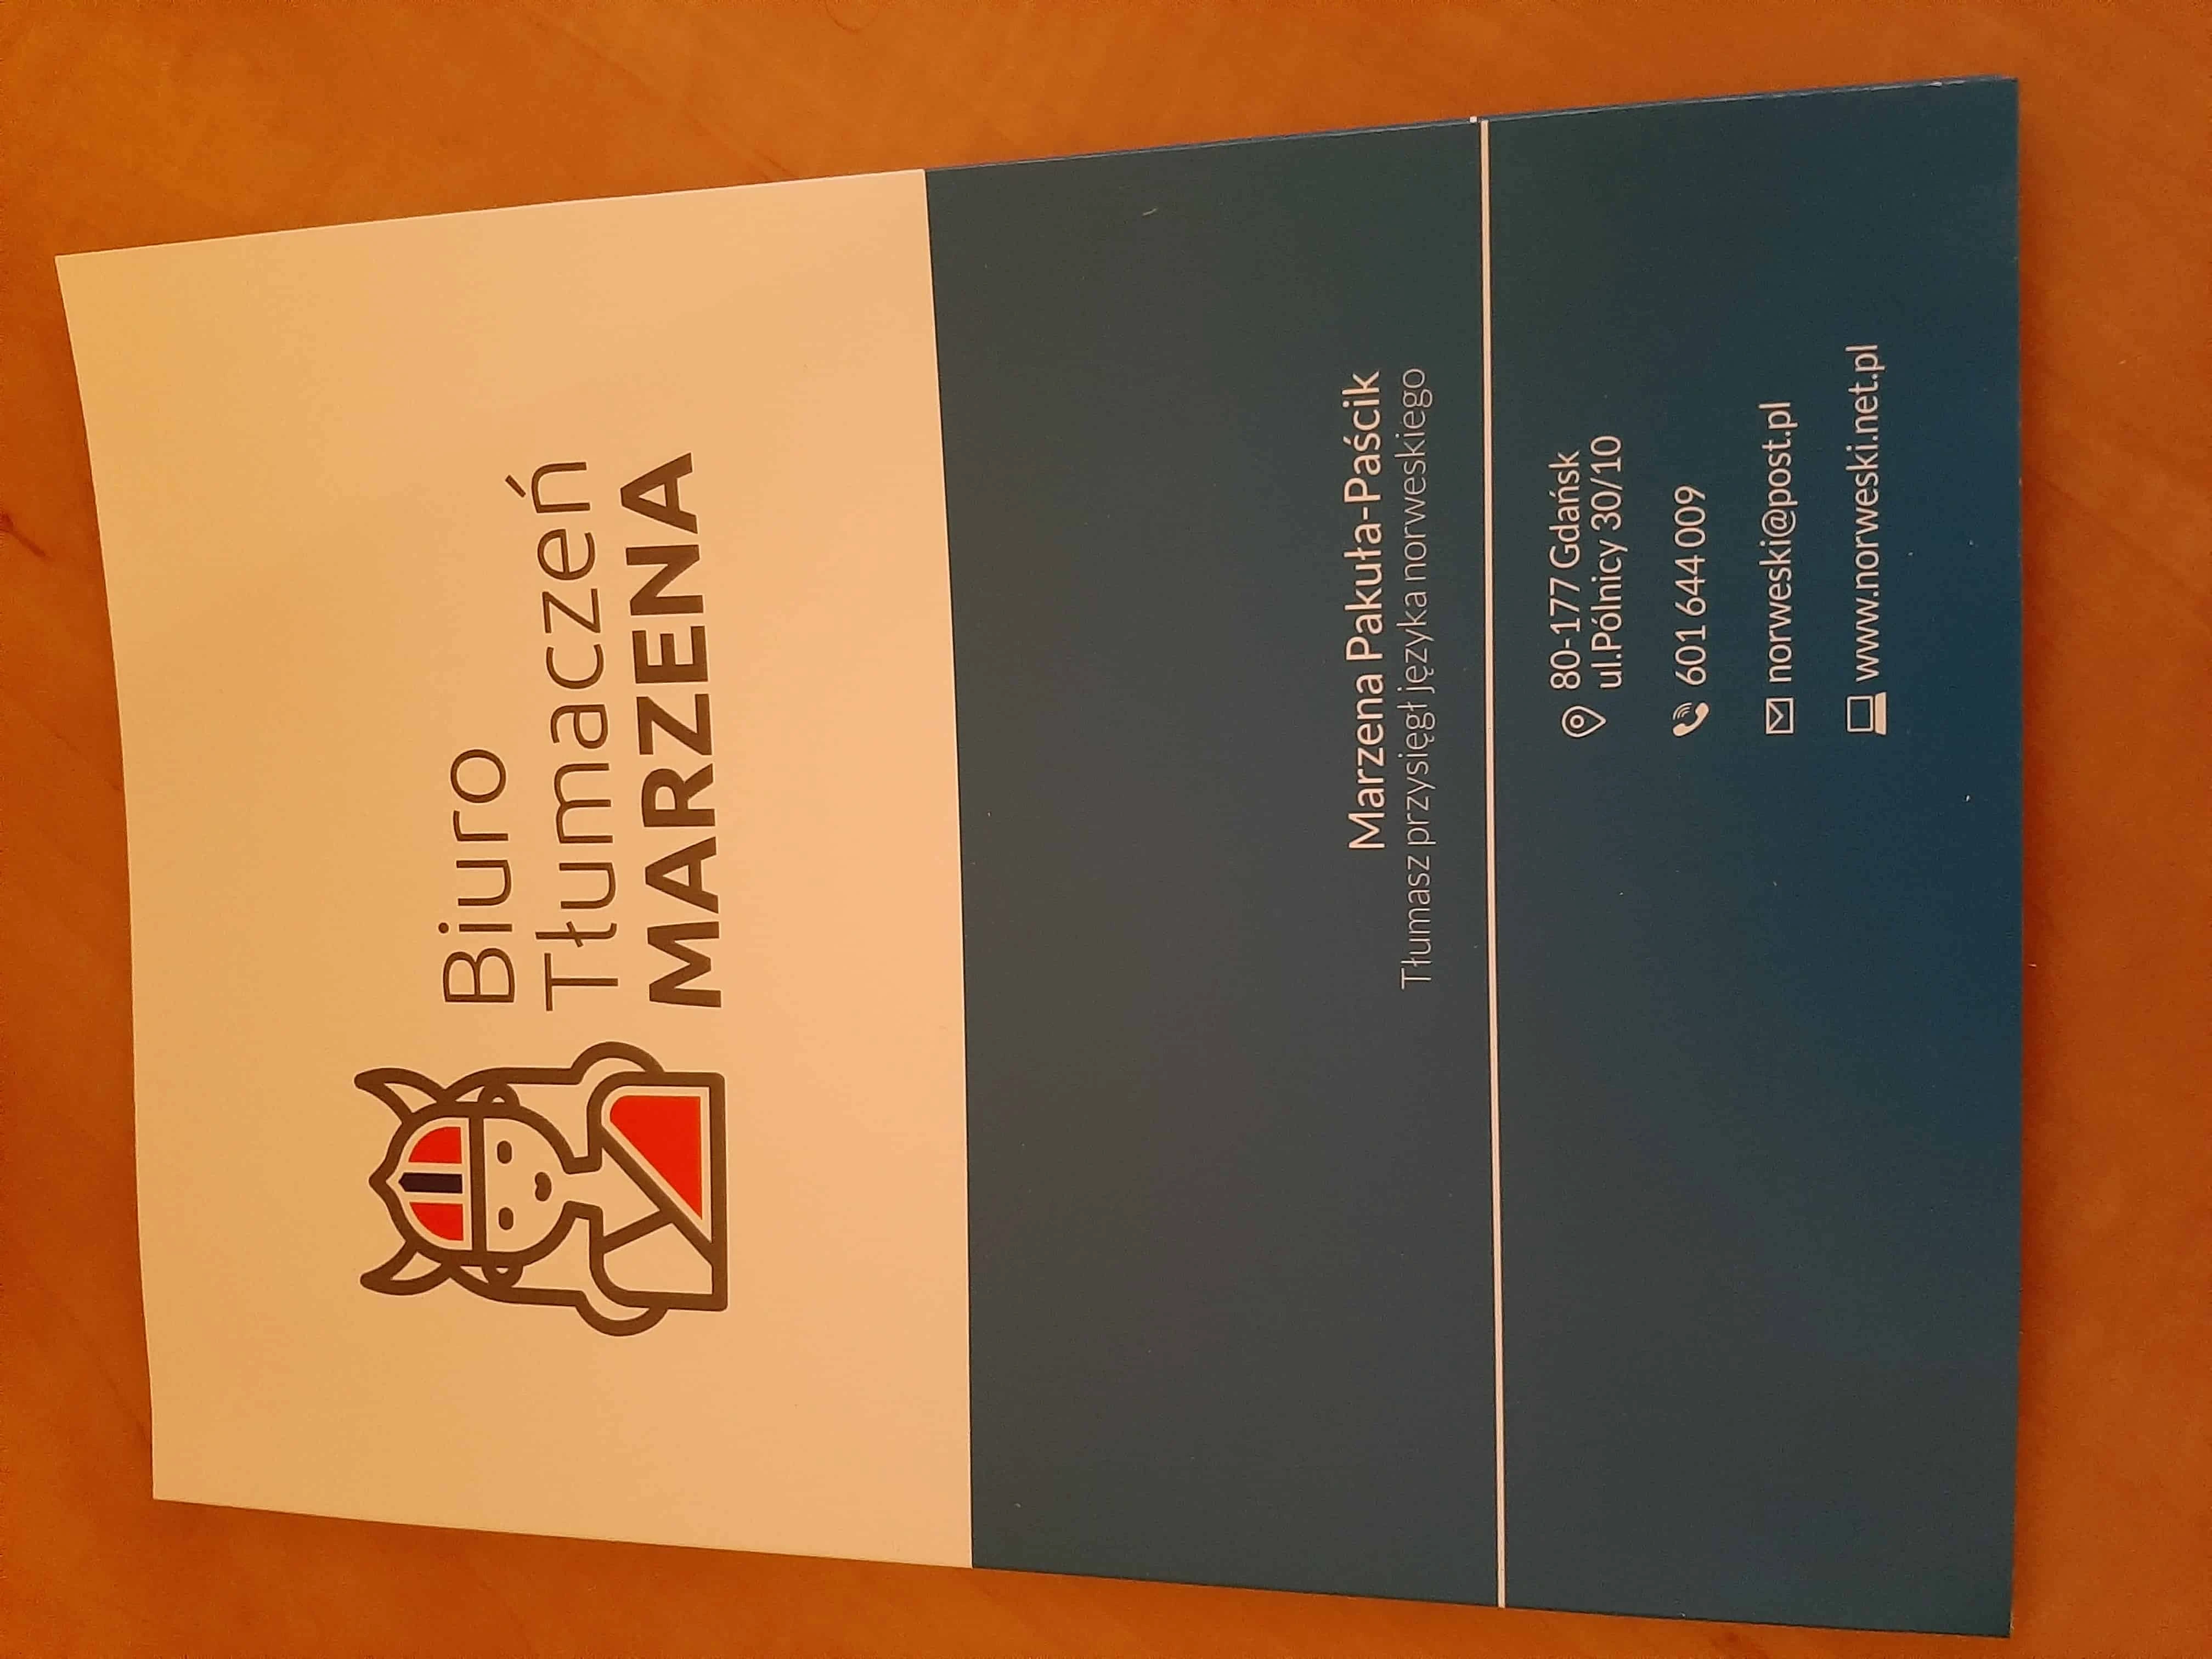 Biuro
Tłumaczeń
MARZENA
Marzena Pakuła-Paścik
Tłumasz przysięgł języka norweskiego
80-177 Gdańsk
ul.Pólnicy 30/10
601 644 009
norweski@post.pl
www.norweski.net.pl